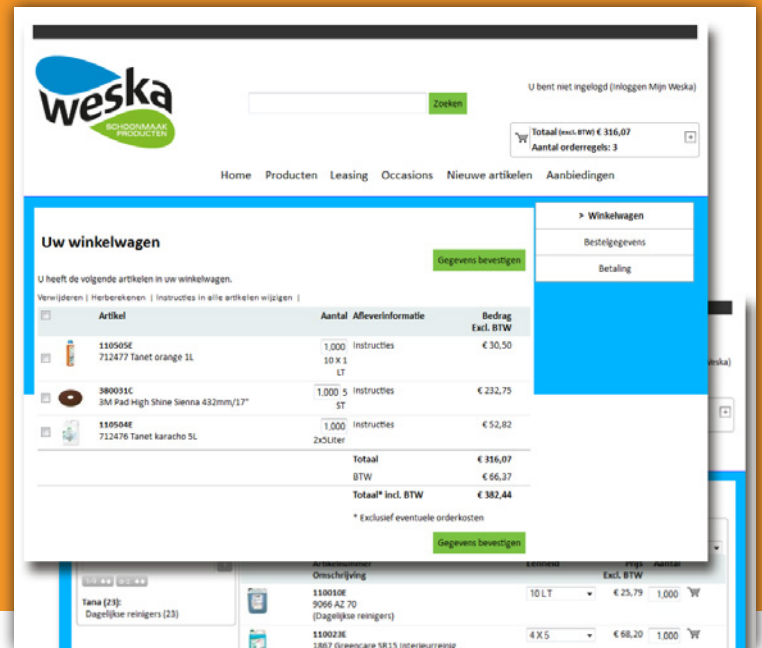 weska
SCHOONMAAK
PRODUCTEN
Zoeken
U bent niet ingelogd (Inloggen Mijn Weska)
Totaal (excl. BTW) € 316,07
Aantal orderregels: 3
Home Producten Leasing Occasions Nieuwe artikelen Aanbiedingen
> Winkelwagen
Bestelgegevens
Betaling
Uw winkelwagen
Gegevens bevestigen
U heeft de volgende artikelen in uw winkelwagen.
Verwijderen | Herberekenen | Instructies in alle artikelen wijzigen |
Artikel Aantal Afleverinformatie Bedrag
Excl. BTW
110505E 1,000 Instructies € 30,50
712477 Tanet orange 1L 10 X 1
LT
380031C 1,000 5 Instructies € 232,75
3M Pad High Shine Sienna 432mm/17" ST
110504E 1,000 Instructies € 52,82
712476 Tanet karacho 5L 2x5Liter
Totaal € 316,07
BTW € 66,37
Totaal* incl. BTW € 382,44
* Exclusief eventuele orderkosten
Gegevens bevestigen
Weska)
Artikelnummer Eenheid Prijs Aantal
Omschrijving Excl. BTW
Tana (23):
Dagelijkse reinigers (23)
110010E 10 LT € 25,79 1,000
9066 AZ 70
(Dagelijkse reinigers)
110023E 4 X 5 € 68,20 1,000
1867 Greencare SR15 Interieurreinig